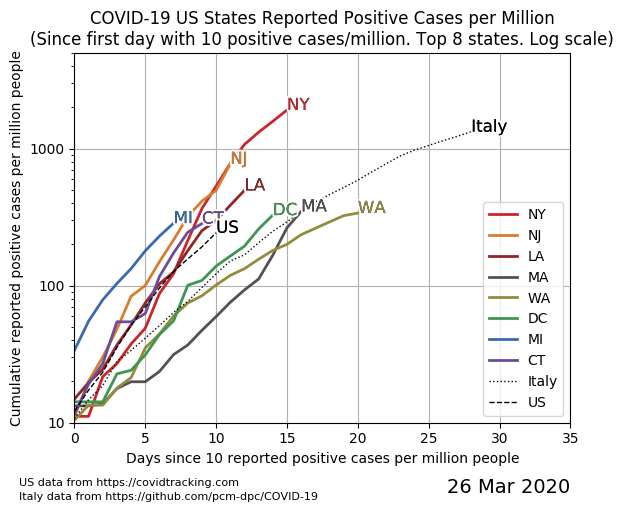 COVID-19 US States Reported Positive Cases per Million
(Since first day with 10 positive cases/million. Top 8 states. Log scale)
Cumulative reported positive cases per million people
1000
100
10
NY
Italy
NJ
LA
MI
CT
US
DC
MA
WA
NY
NJ
LA
MA
WA
DC
MI
CT
Italy
US
0 5 10 15 20 25 30 35
Days since 10 reported positive cases per million people
US data from https://covidtracking.com
Italy data from https://github.com/pcm-dpc/COVID-19
26 Mar 2020